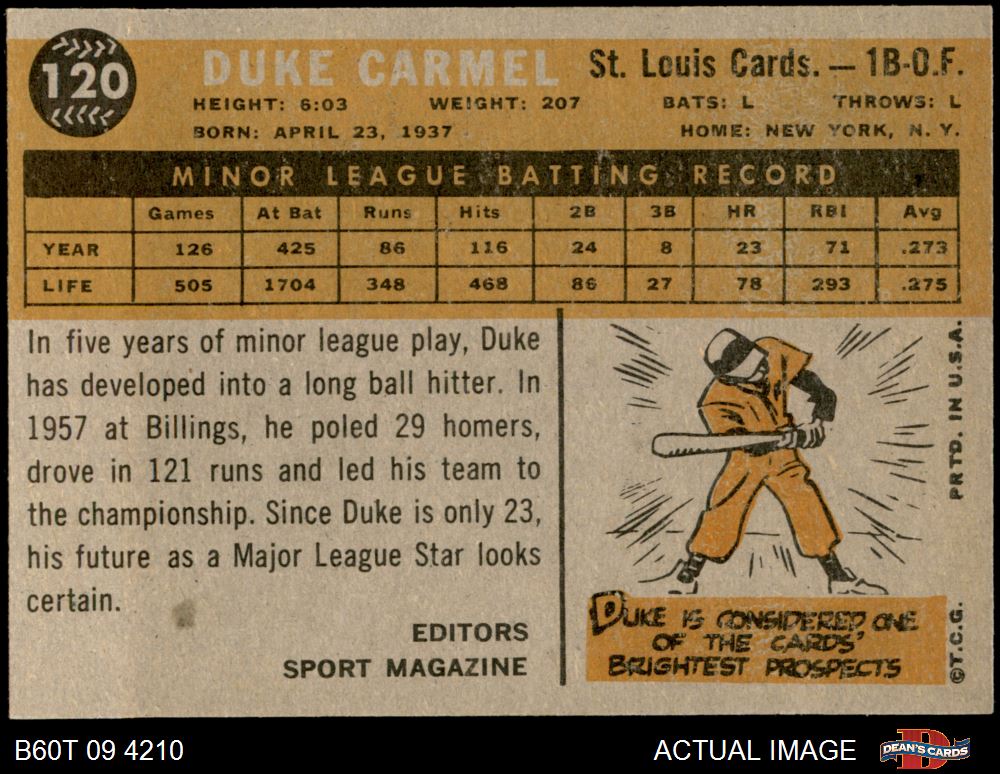 120
DUKE CARMEL St. Louis Cards. — 1B-O.F.
HEIGHT: 6:03 WEIGHT: 207 BATS: L THROWS: L
BORN: APRIL 23, 1937 HOME: NEW YORK, N. Y.
MINOR LEAGUE BATTING RECORD
Games At Bat Runs Hits 2B 3B HR RBI Avg
YEAR 126 425 86 116 24 8 23 71 .273
LIFE 505 1704 348 468 86 27 78 293 .275
In five years of minor league play, Duke
has developed into a long ball hitter. In
1957 at Billings, he poled 29 homers,
drove in 121 runs and led his team to
the championship. Since Duke is only 23,
his future as a Major League Star looks
certain.
EDITORS
SPORT MAGAZINE
DUKE IS CONSIDERED ONE
OF THE CARDS'
BRIGHTEST PROSPECTS
PRTD. IN U.S.A.
©T.C.G.
B60T 09 4210 ACTUAL IMAGE DEAN'S CARDS